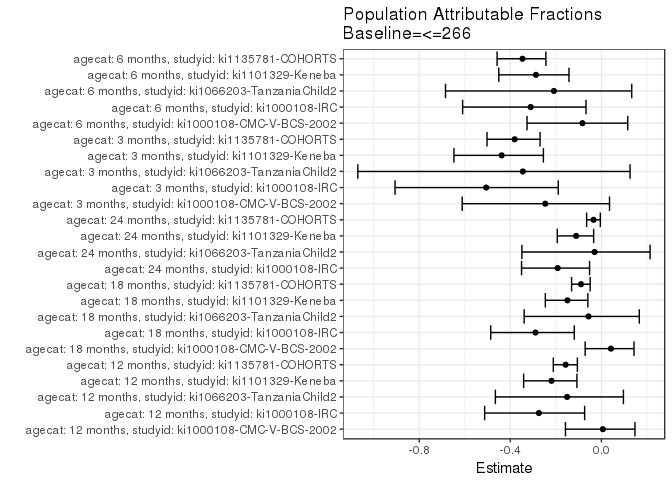 Population Attributable Fractions
Baseline=<=266
agecat: 6 months, studyid: ki1135781-COHORTS
agecat: 6 months, studyid: ki1101329-Keneba
agecat: 6 months, studyid: ki1066203-TanzaniaChild2
agecat: 6 months, studyid: ki1000108-IRC
agecat: 6 months, studyid: ki1000108-CMC-V-BCS-2002
agecat: 3 months, studyid: ki1135781-COHORTS
agecat: 3 months, studyid: ki1101329-Keneba
agecat: 3 months, studyid: ki1066203-TanzaniaChild2
agecat: 3 months, studyid: ki1000108-IRC
agecat: 3 months, studyid: ki1000108-CMC-V-BCS-2002
agecat: 24 months, studyid: ki1135781-COHORTS
agecat: 24 months, studyid: ki1101329-Keneba
agecat: 24 months, studyid: ki1066203-TanzaniaChild2
agecat: 24 months, studyid: ki1000108-IRC
agecat: 18 months, studyid: ki1135781-COHORTS
agecat: 18 months, studyid: ki1101329-Keneba
agecat: 18 months, studyid: ki1066203-TanzaniaChild2
agecat: 18 months, studyid: ki1000108-IRC
agecat: 18 months, studyid: ki1000108-CMC-V-BCS-2002
agecat: 12 months, studyid: ki1135781-COHORTS
agecat: 12 months, studyid: ki1101329-Keneba
agecat: 12 months, studyid: ki1066203-TanzaniaChild2
agecat: 12 months, studyid: ki1000108-IRC
agecat: 12 months, studyid: ki1000108-CMC-V-BCS-2002
-0.8 -0.4 0.0
Estimate